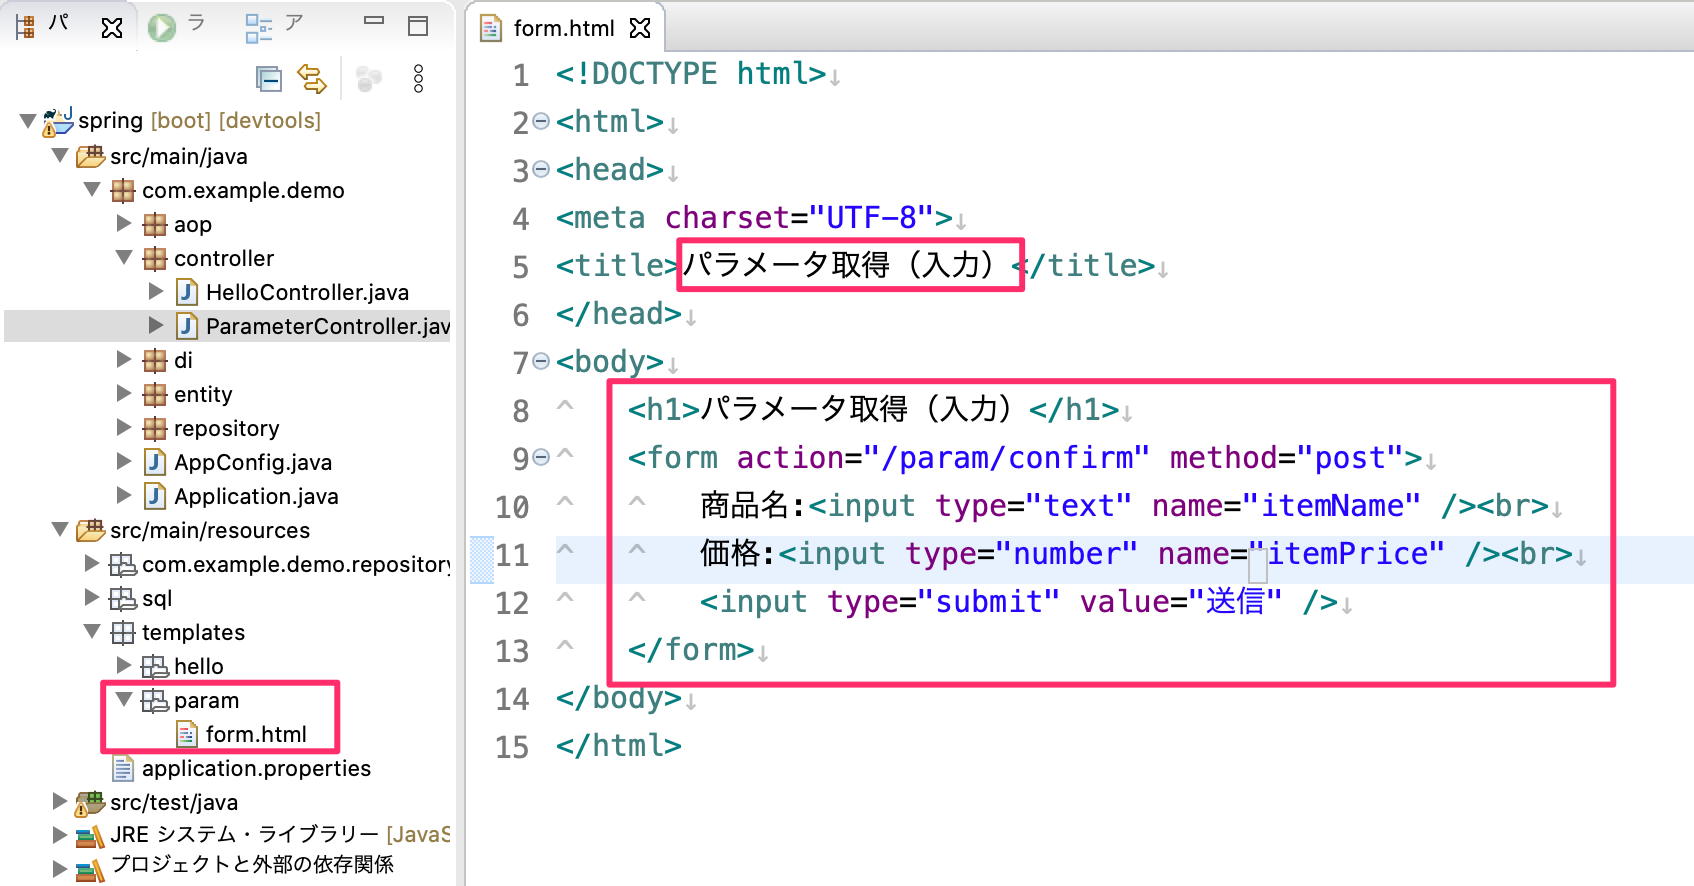 パ
ラ
ア
spring [boot] [devtools]
src/main/java
com.example.demo
aop
controller
HelloController.java
ParameterController.jav
di
entity
repository
AppConfig.java
Application.java
src/main/resources
com.example.demo.repository
sql
templates
hello
param
form.html
application.properties
src/test/java
JRE システム・ライブラリー [JavaS
プロジェクトと外部の依存関係
form.html
1 <!DOCTYPE html>↓
2 <html>↓
3 <head>↓
4 <meta charset="UTF-8">↓
5 <title>パラメータ取得（入力）</title>↓
6 </head>↓
7 <body>↓
8 ^ <h1>パラメータ取得（入力）</h1>↓
9 ^ <form action="/param/confirm" method="post">↓
10 ^ ^ 商品名:<input type="text" name="itemName" /><br>↓
11 ^ ^ 価格:<input type="number" name="itemPrice" /><br>↓
12 ^ ^ <input type="submit" value="送信" />↓
13 ^ </form>↓
14 </body>↓
15 </html>